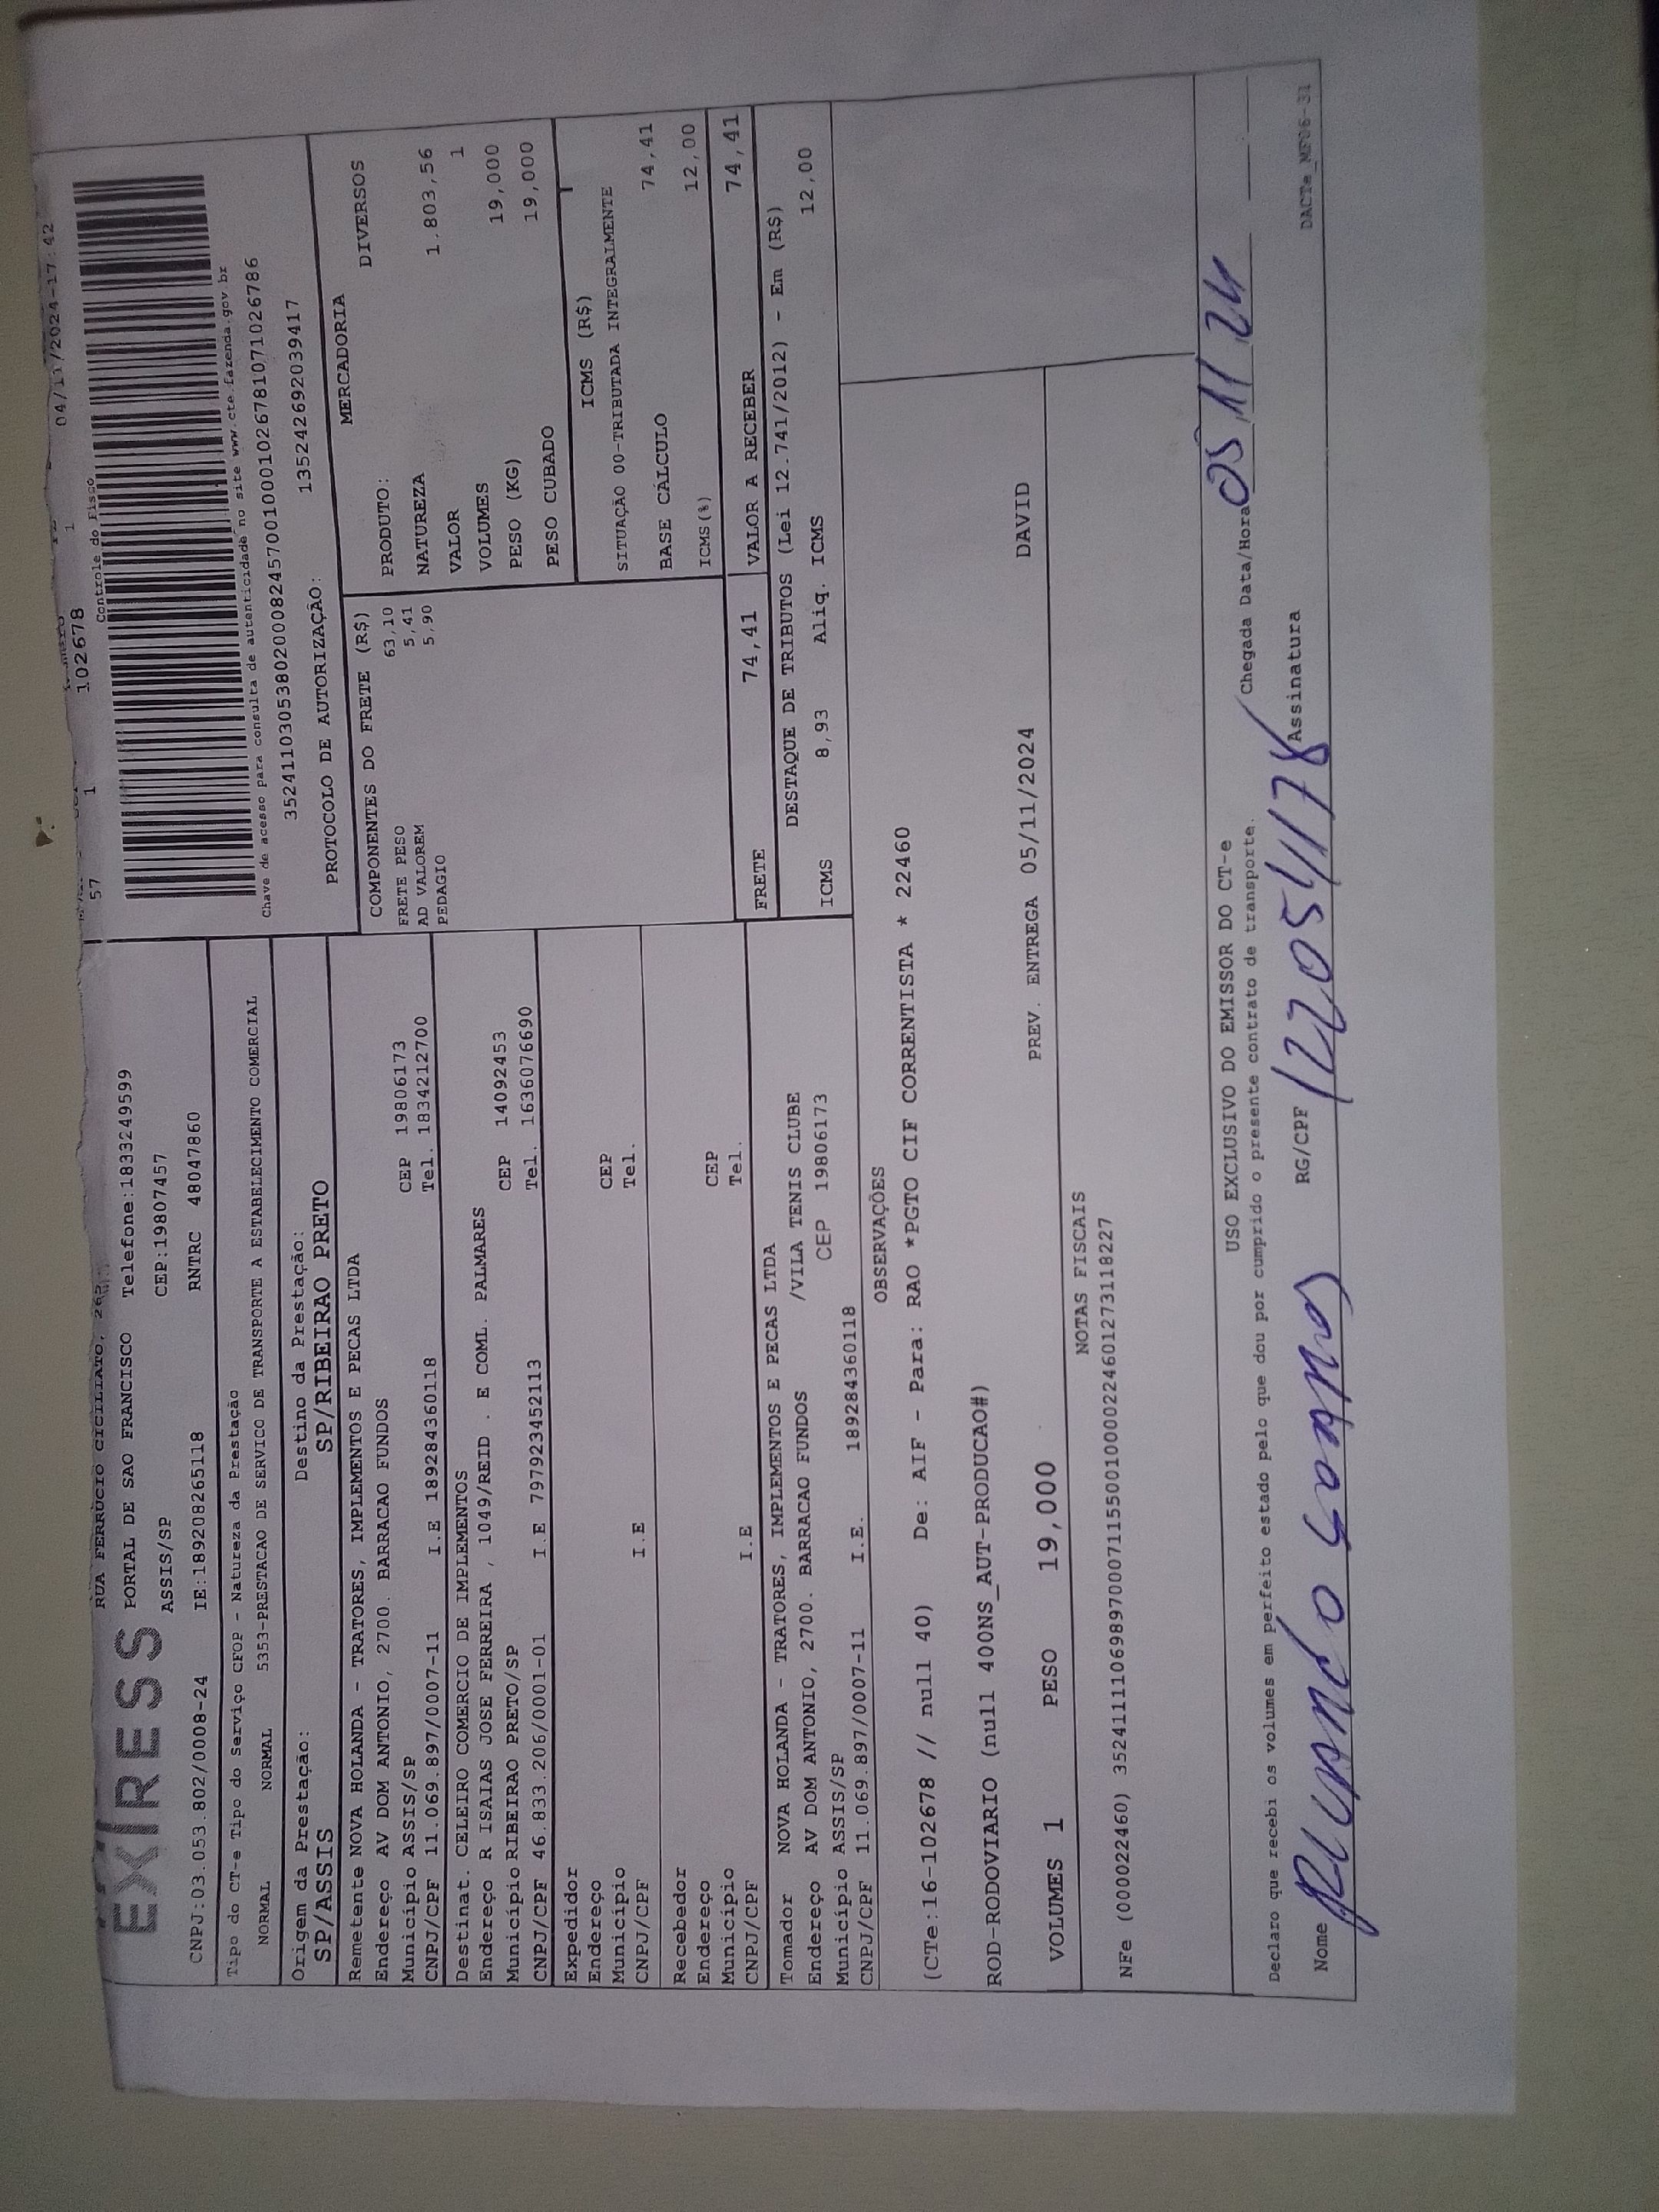 EXPRESS
RUA FERRUCIO CICILIATO, 265
PORTAL DE SAO FRANCISCO Telefone:1833249599
ASSIS/SP CEP:19807457
CNPJ:03.053.802/0008-24 IE:189208265118 RNTRC 48047860
57 1 102678 1 04/11/2024-17:42
Controle do Fisco
Chave de acesso para consulta de autenticidade no site www.cte.fazenda.gov.br
35241103053802000824570010001026781071026786
PROTOCOLO DE AUTORIZAÇÃO: 135242692039417
Tipo do CT-e Tipo do Serviço CFOP - Natureza da Prestação
NORMAL NORMAL 5353-PRESTACAO DE SERVICO DE TRANSPORTE A ESTABELECIMENTO COMERCIAL
Origem da Prestação: Destino da Prestação:
SP/ASSIS SP/RIBEIRAO PRETO
Remetente NOVA HOLANDA - TRATORES, IMPLEMENTOS E PECAS LTDA
Endereço AV DOM ANTONIO, 2700. BARRACAO FUNDOS
Município ASSIS/SP CEP 19806173
CNPJ/CPF 11.069.897/0007-11 I.E 189284360118 Tel. 1834212700
Destinat. CELEIRO COMERCIO DE IMPLEMENTOS
Endereço R ISAIAS JOSE FERREIRA , 1049/REID . E COML. PALMARES
Município RIBEIRAO PRETO/SP CEP 14092453
CNPJ/CPF 46.833.206/0001-01 I.E 797923452113 Tel. 1636076690
Expedidor
Endereço
Município CEP
CNPJ/CPF I.E Tel.
Recebedor
Endereço
Município CEP
CNPJ/CPF I.E Tel.
Tomador NOVA HOLANDA - TRATORES, IMPLEMENTOS E PECAS LTDA
Endereço AV DOM ANTONIO, 2700. BARRACAO FUNDOS /VILA TENIS CLUBE
Município ASSIS/SP CEP 19806173
CNPJ/CPF 11.069.897/0007-11 I.E. 189284360118
COMPONENTES DO FRETE (R$)
FRETE PESO 63,10
AD VALOREM 5,41
PEDAGIO 5,90
MERCADORIA
PRODUTO: DIVERSOS
NATUREZA
VALOR 1.803,56
VOLUMES 1
PESO (KG) 19,000
PESO CUBADO 19,000
ICMS (R$)
SITUAÇÃO 00-TRIBUTADA INTEGRALMENTE
BASE CÁLCULO 74,41
ICMS(%) 12,00
FRETE 74,41 VALOR A RECEBER 74,41
DESTAQUE DE TRIBUTOS (Lei 12.741/2012) - Em (R$)
ICMS 8,93 Aliq. ICMS 12,00
OBSERVAÇÕES
(CTe:16-102678 // null 40) De: AIF - Para: RAO *PGTO CIF CORRENTISTA * 22460
ROD-RODOVIARIO (null 400NS_AUT-PRODUCAO#)
VOLUMES 1 PESO 19,000 PREV. ENTREGA 05/11/2024 DAVID
NOTAS FISCAIS
NFe (000022460) 35241111069897000711550010000224601273118227
USO EXCLUSIVO DO EMISSOR DO CT-e
Declaro que recebi os volumes em perfeito estado pelo que dou por cumprido o presente contrato de transporte.
Chegada Data/Hora 05/11/24
Nome RG/CPF 122054178 Assinatura
DACTe_MP06-31